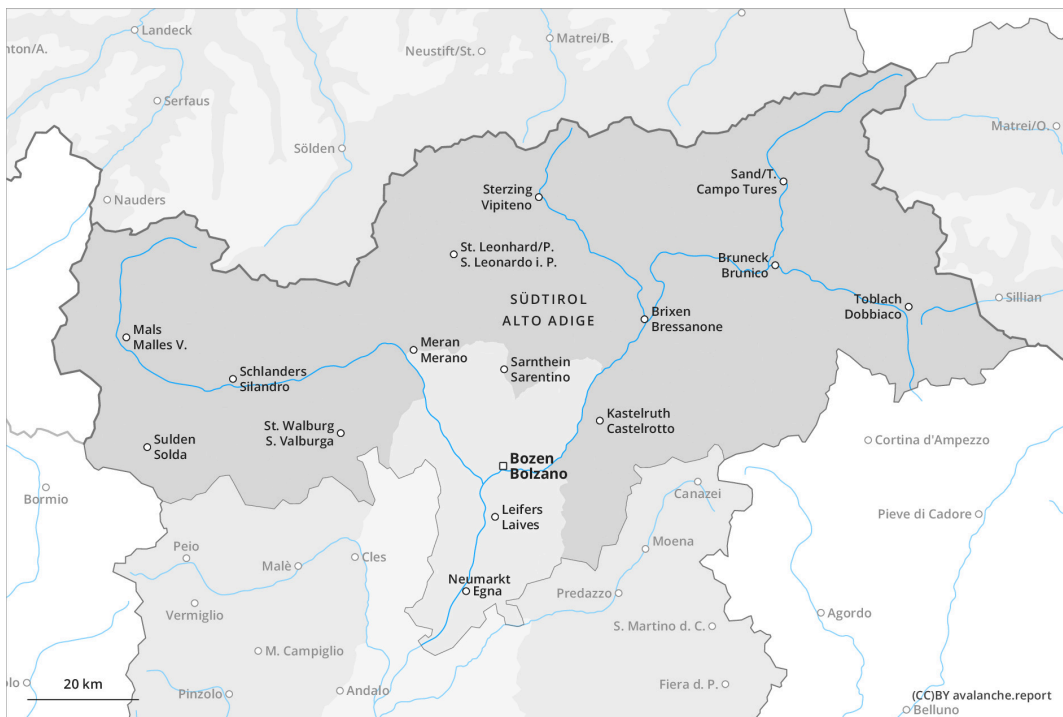 Landeck
nton/A.
Neustift/St.
Matrei/B.
Serfaus
Matrei/O.
Sölden
Nauders
Sterzing
Vipiteno
Sand/T.
Campo Tures
St. Leonhard/P.
S. Leonardo i. P.
Bruneck
Brunico
SÜDTIROL
ALTO ADIGE
Toblach
Dobbiaco
Sillian
Brixen
Bressanone
Mals
Malles V.
Meran
Merano
Sarnthein
Sarentino
Schlanders
Silandro
Kastelruth
Castelrotto
St. Walburg
S. Valburga
Sulden
Solda
Cortina d'Ampezzo
Bozen
Bolzano
Bormio
Canazei
Leifers
Laives
Pieve di Cadore
Peio
Malè
Cles
Moena
Neumarkt
Egna
Predazzo
Vermiglio
Agordo
S. Martino d. C.
M. Campiglio
olo
20 km
Pinzolo
Andalo
Fiera d. P.
(CC)BY avalanche.report
Belluno